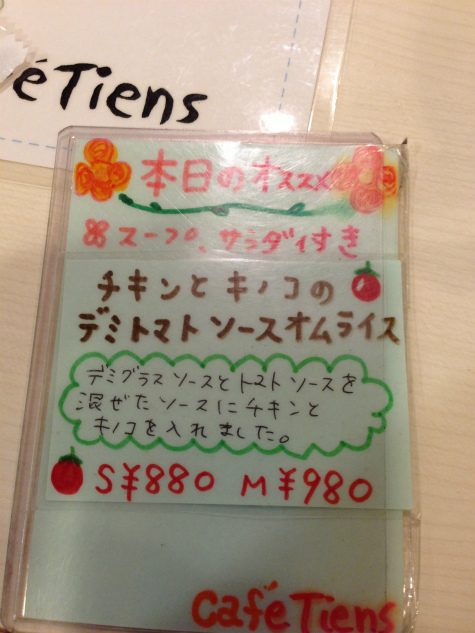 éTiens
本日のオススメ
スープ、サラダイすき
チキンとキノコの
デミトマトソースオムライス
デミグラスソースとトマトソースを
混ぜたソースにチキンと
キノコを入れました。
S¥880 M¥980
CaféTiens